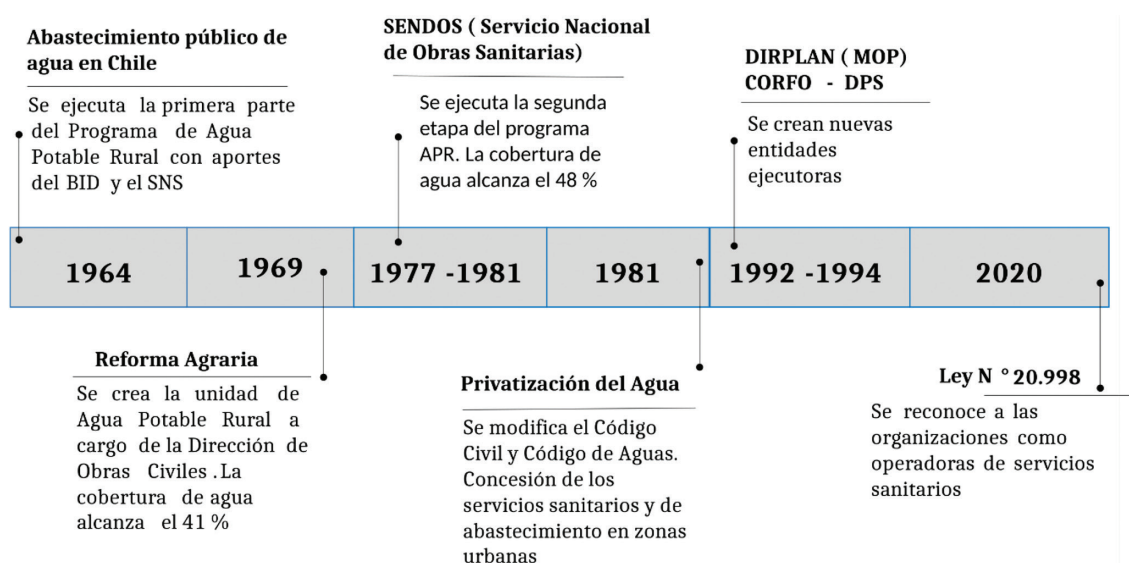 Abastecimiento público de
agua en Chile
Se ejecuta la primera parte
del Programa de Agua
Potable Rural con aportes
del BID y el SNS
SENDOS ( Servicio Nacional
de Obras Sanitarias)
Se ejecuta la segunda
etapa del programa
APR. La cobertura de
agua alcanza el 48 %
DIRPLAN ( MOP)
CORFO - DPS
Se crean nuevas
entidades
ejecutoras
1964
1969
1977 -1981
1981
1992 -1994
2020
Reforma Agraria
Se crea la unidad de
Agua Potable Rural a
cargo de la Dirección de
Obras Civiles .La
cobertura de agua
alcanza el 41 %
Privatización del Agua
Se modifica el Código
Civil y Código de Aguas.
Concesión de los
servicios sanitarios y de
abastecimiento en zonas
urbanas
Ley N ° 20.998
Se reconoce a las
organizaciones como
operadoras de servicios
sanitarios